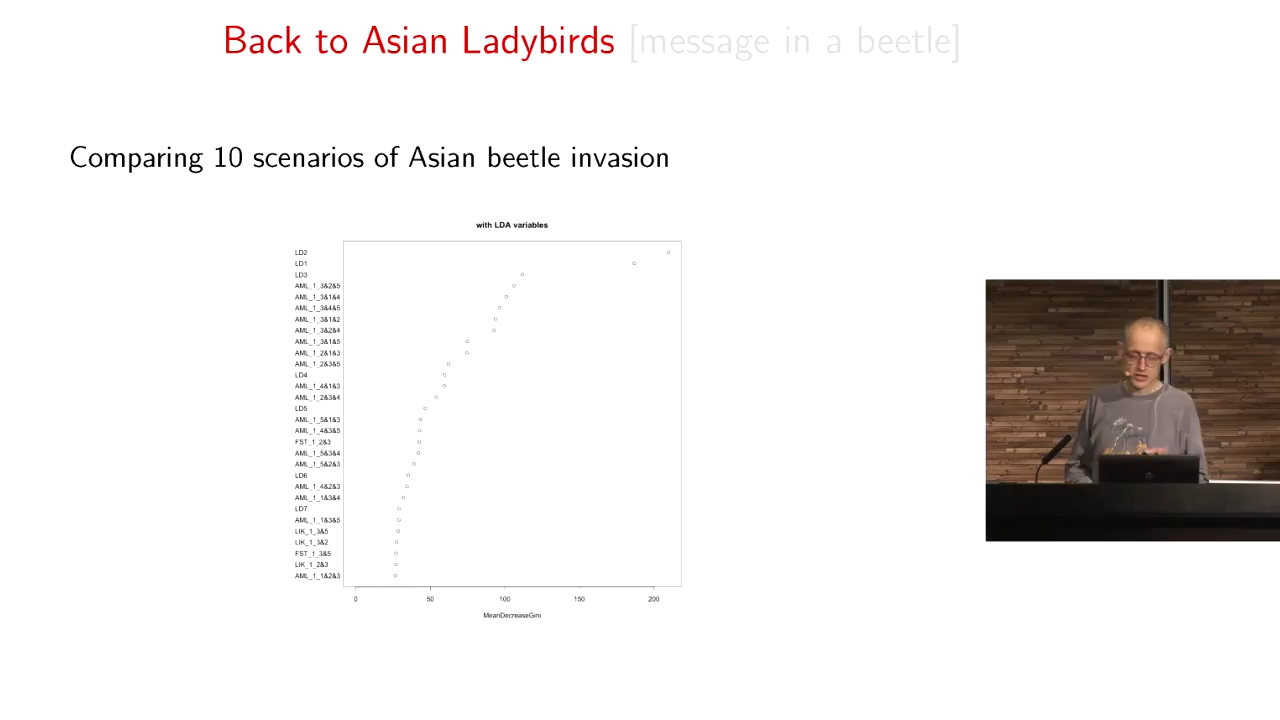 Back to Asian Ladybirds [message in a beetle]
Comparing 10 scenarios of Asian beetle invasion
with LDA variables
LD2
LD1
LD3
AML_1_3&2&5
AML_1_3&1&4
AML_1_3&4&5
AML_1_3&1&2
AML_1_3&2&4
AML_1_3&1&5
AML_1_2&1&3
AML_1_2&3&5
LD4
AML_1_4&1&3
AML_1_2&3&4
LD5
AML_1_5&1&3
AML_1_4&3&5
FST_1_2&3
AML_1_5&3&4
AML_1_5&2&3
LD6
AML_1_4&2&3
AML_1_1&3&4
LD7
AML_1_1&3&5
LIK_1_3&5
LIK_1_3&2
FST_1_3&5
LIK_1_2&3
AML_1_1&2&3
0 50 100 150 200
MeanDecreaseGini